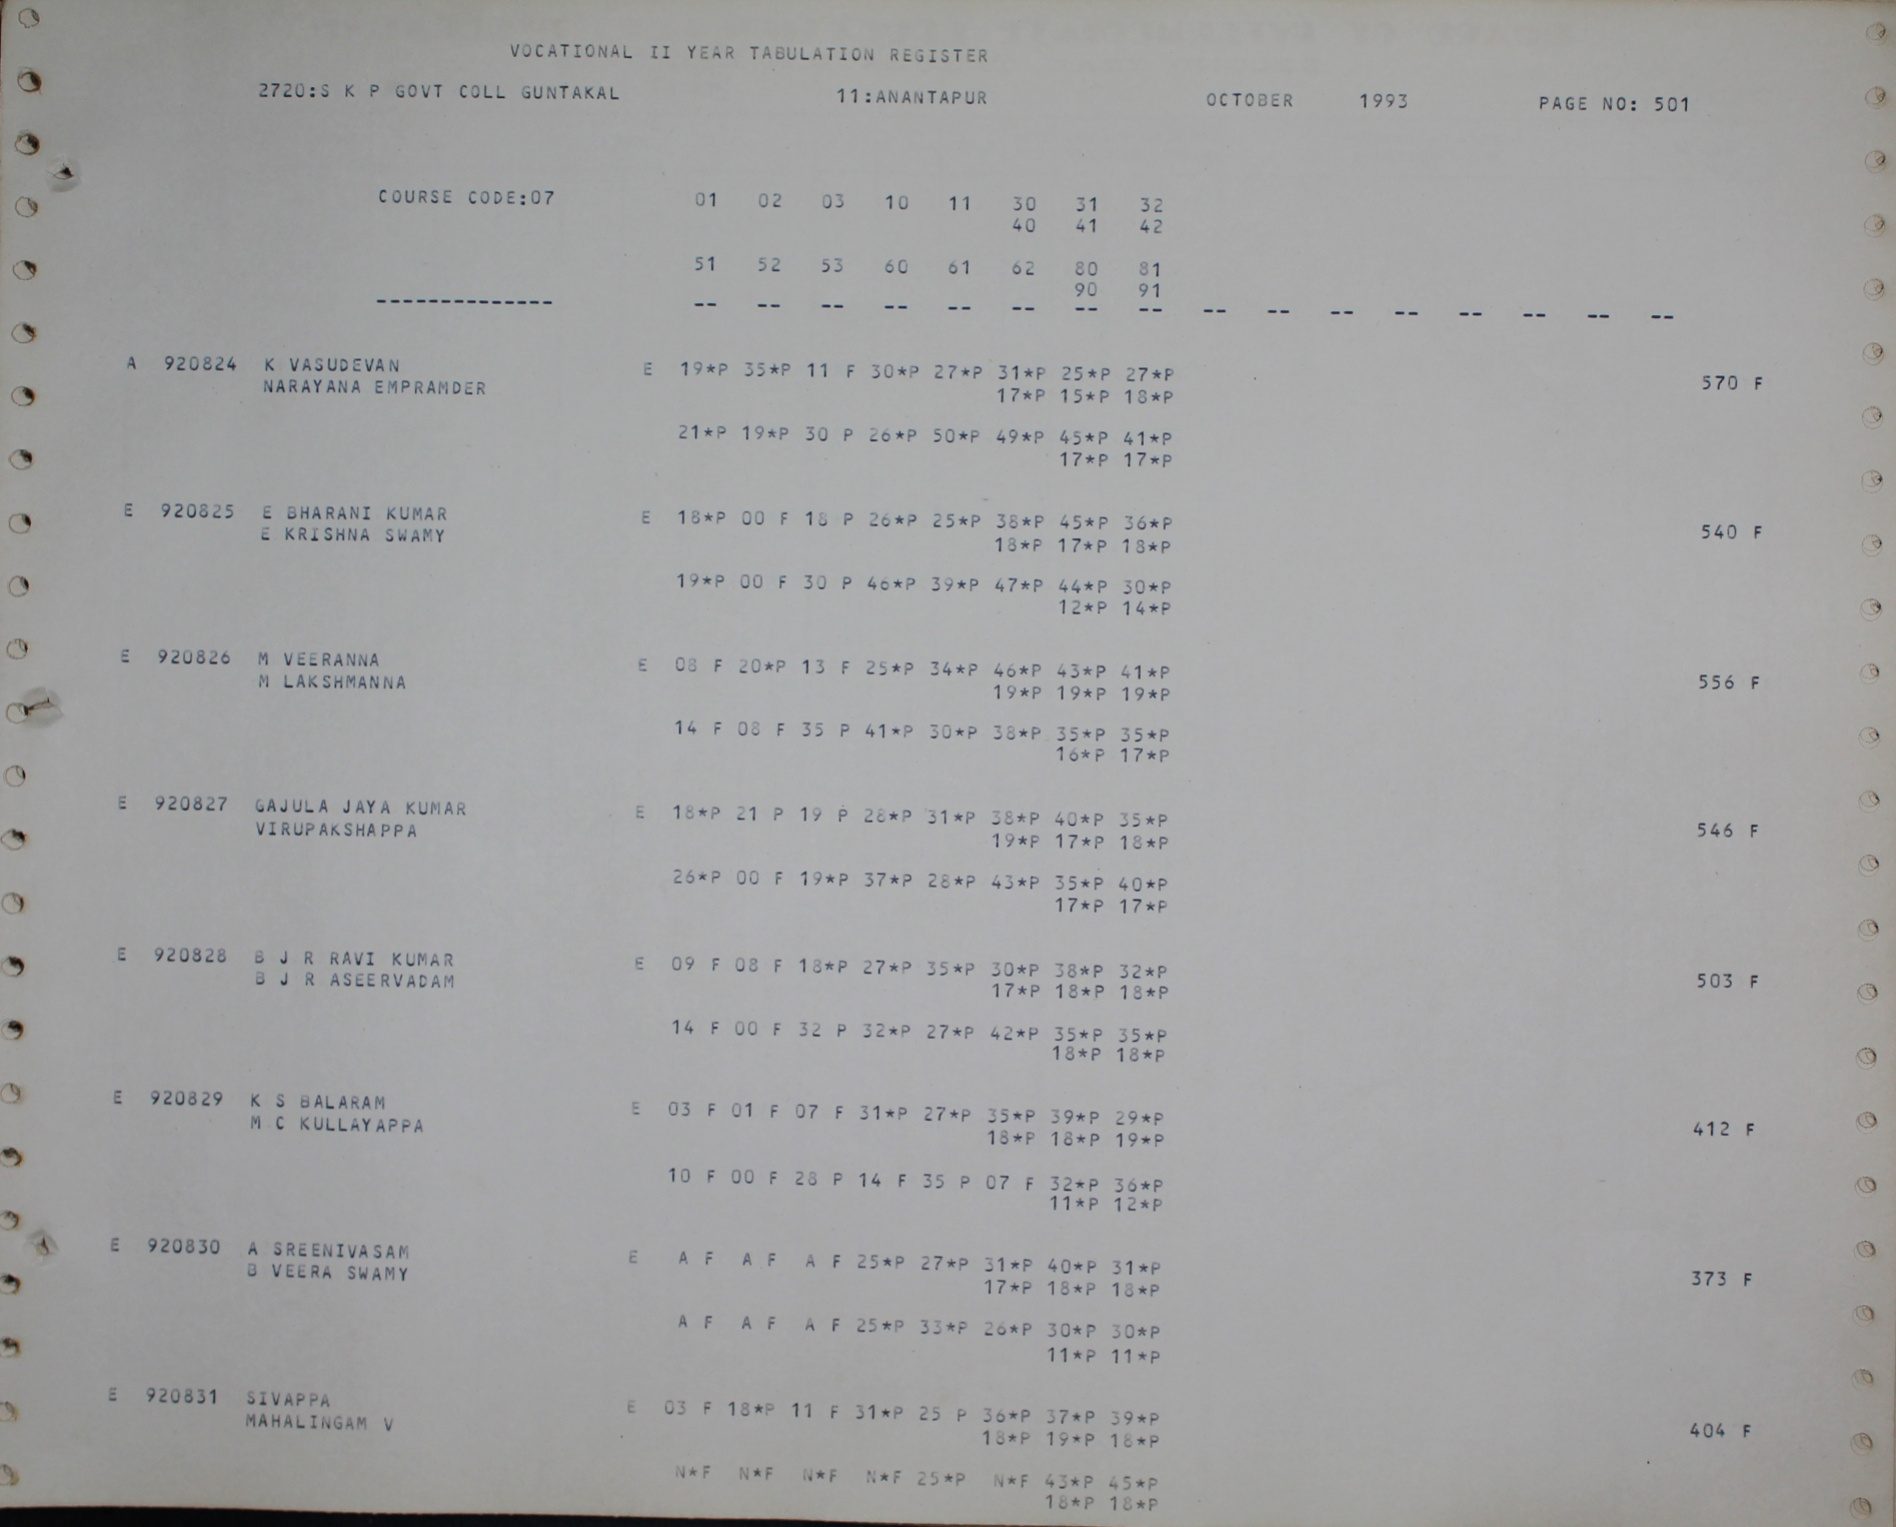 VOCATIONAL II YEAR TABULATION REGISTER
2720:S K P GOVT COLL GUNTAKAL 11:ANANTAPUR OCTOBER 1993 PAGE NO: 501
COURSE CODE:07 01 02 03 10 11 30 31 32
40 41 42
51 52 53 60 61 62 80 81
90 91
-------------- -- -- -- -- -- -- -- -- -- -- -- -- -- -- -- --
A 920824 K VASUDEVAN E 19*P 35*P 11 F 30*P 27*P 31*P 25*P 27*P
NARAYANA EMPRAMDER 17*P 15*P 18*P 570 F
21*P 19*P 30 P 26*P 50*P 49*P 45*P 41*P
17*P 17*P
E 920825 E BHARANI KUMAR E 18*P 00 F 18 P 26*P 25*P 38*P 45*P 36*P
E KRISHNA SWAMY 18*P 17*P 18*P 540 F
19*P 00 F 30 P 46*P 39*P 47*P 44*P 30*P
12*P 14*P
E 920826 M VEERANNA E 08 F 20*P 13 F 25*P 34*P 46*P 43*P 41*P
M LAKSHMANNA 19*P 19*P 19*P 556 F
14 F 08 F 35 P 41*P 30*P 38*P 35*P 35*P
16*P 17*P
E 920827 GAJULA JAYA KUMAR E 18*P 21 P 19 P 28*P 31*P 38*P 40*P 35*P
VIRUPAKSHAPPA 19*P 17*P 18*P 546 F
26*P 00 F 19*P 37*P 28*P 43*P 35*P 40*P
17*P 17*P
E 920828 B J R RAVI KUMAR E 09 F 08 F 18*P 27*P 35*P 30*P 38*P 32*P
B J R ASEERVADAM 17*P 18*P 18*P 503 F
14 F 00 F 32 P 32*P 27*P 42*P 35*P 35*P
18*P 18*P
E 920829 K S BALARAM E 03 F 01 F 07 F 31*P 27*P 35*P 39*P 29*P
M C KULLAYAPPA 18*P 18*P 19*P 412 F
10 F 00 F 28 P 14 F 35 P 07 F 32*P 36*P
11*P 12*P
E 920830 A SREENIVASAM E A F A F A F 25*P 27*P 31*P 40*P 31*P
B VEERA SWAMY 17*P 18*P 18*P 373 F
A F A F A F 25*P 33*P 26*P 30*P 30*P
11*P 11*P
E 920831 SIVAPPA E 03 F 18*P 11 F 31*P 25 P 36*P 37*P 39*P
MAHALINGAM V 18*P 19*P 18*P 404 F
N*F N*F N*F N*F 25*P N*F 43*P 45*P
18*P 18*P